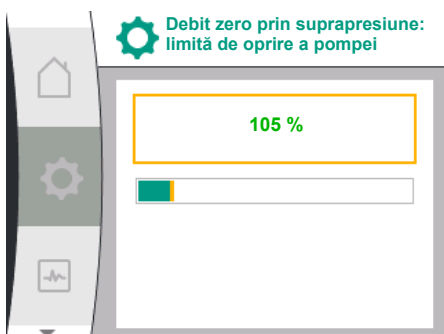 Debit zero prin suprapresiune:
limită de oprire a pompei
105 %